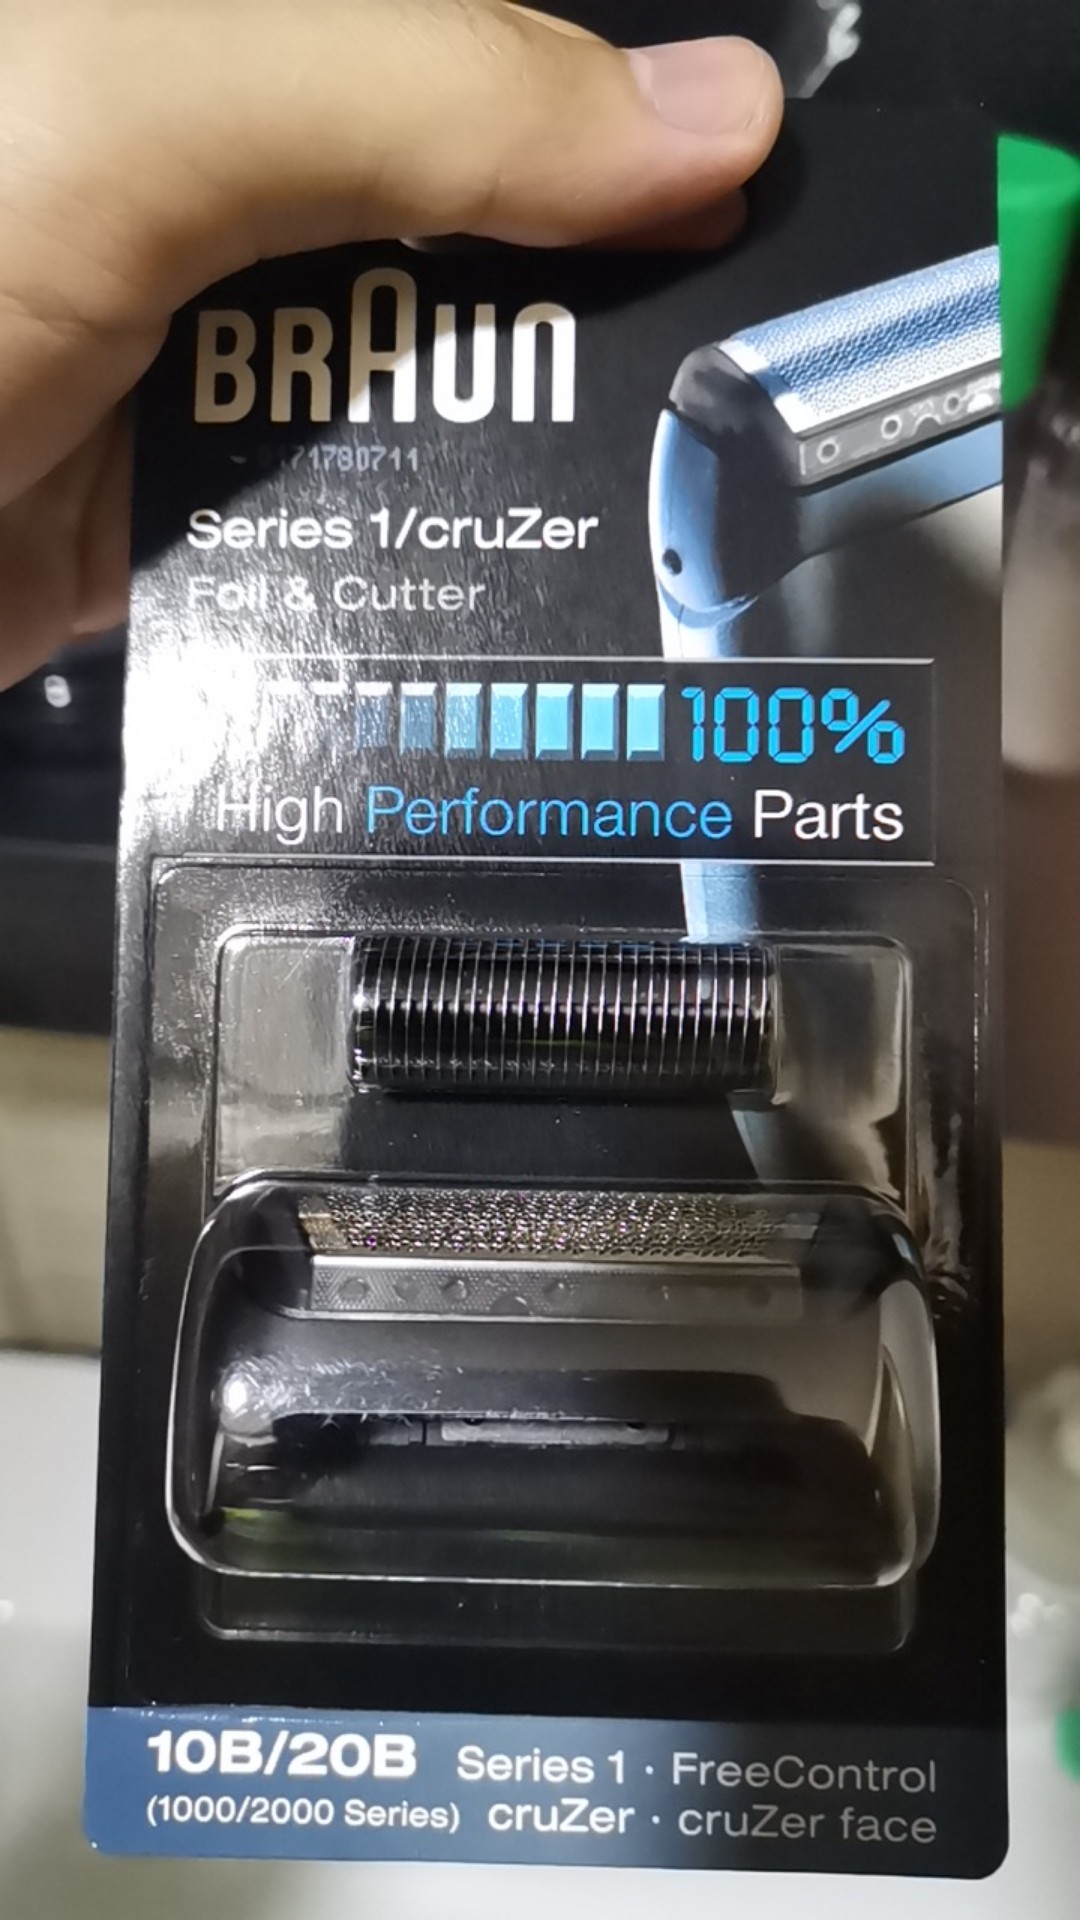 BRAUN
71780711
Series 1/cruZer
Foil & Cutter
100%
High Performance Parts
10B/20B Series 1 · FreeControl
(1000/2000 Series) cruZer · cruZer face